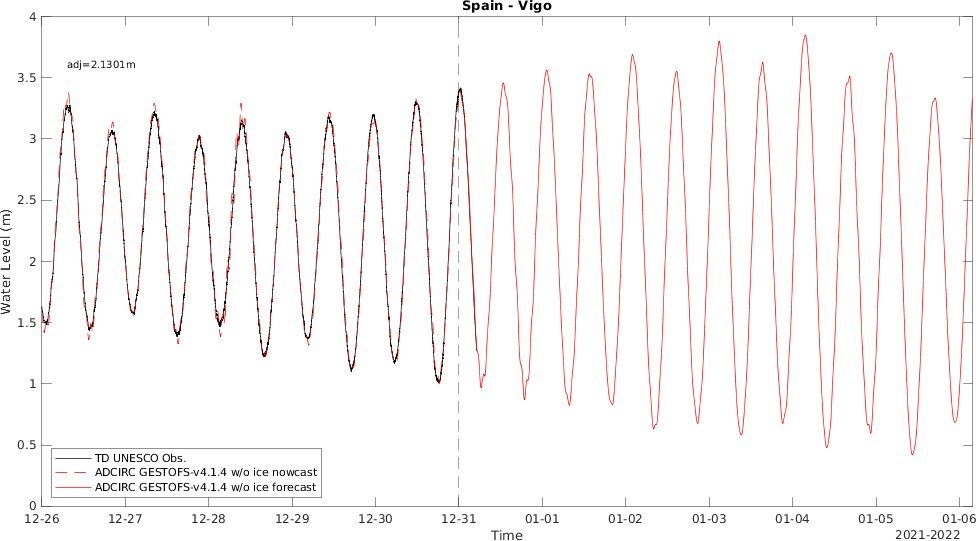 Spain - Vigo
adj=2.1301m
4
3.5
3
2.5
2
1.5
1
0.5
0
Water Level (m)
TD UNESCO Obs.
ADCIRC GESTOFS-v4.1.4 w/o ice nowcast
ADCIRC GESTOFS-v4.1.4 w/o ice forecast
12-26 12-27 12-28 12-29 12-30 12-31 01-01 01-02 01-03 01-04 01-05 01-06
Time
2021-2022